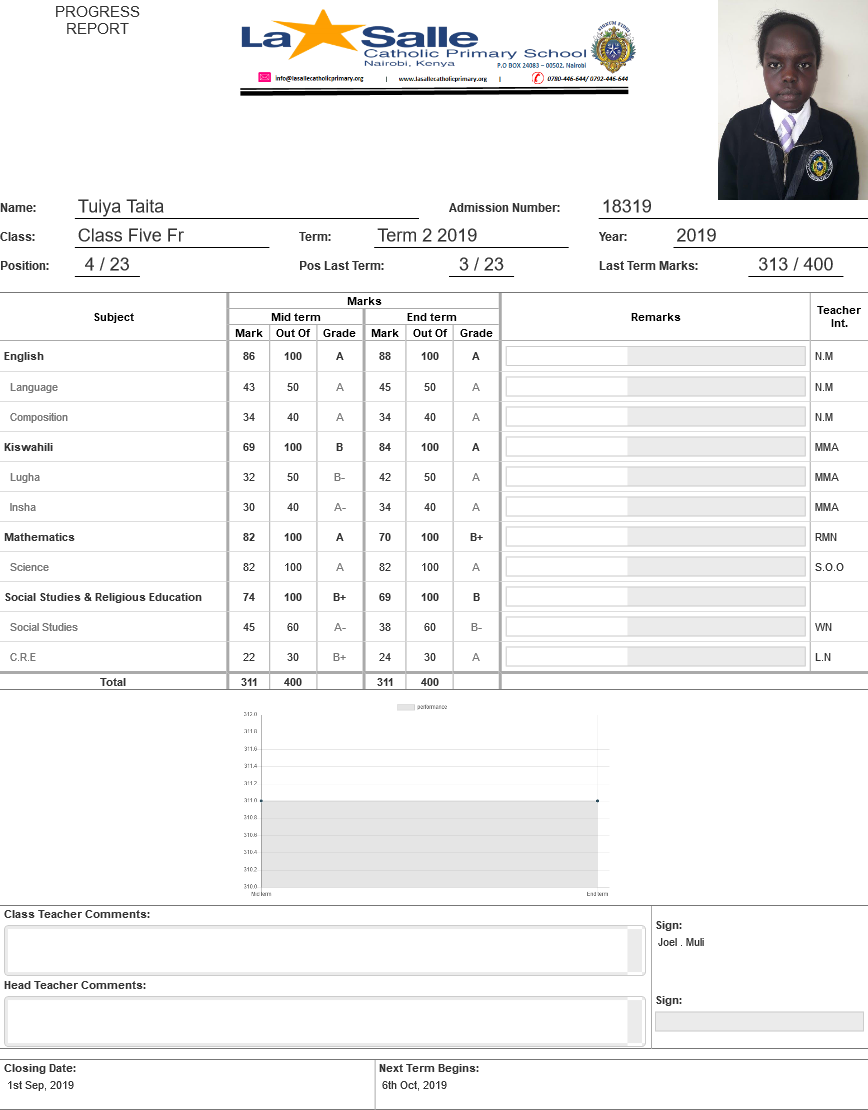 PROGRESS
REPORT
La Salle
Catholic Primary School
Nairobi, Kenya
P.O BOX 24083 – 00502, Nairobi
info@lasallecatholicprimary.org | www.lasallecatholicprimary.org | 0780-446-644/ 0792-446-644
Name: Tuiya Taita Admission Number: 18319
Class: Class Five Fr Term: Term 2 2019 Year: 2019
Position: 4 / 23 Pos Last Term: 3 / 23 Last Term Marks: 313 / 400
Marks
Subject Mid term End term Remarks Teacher Int.
Mark Out Of Grade Mark Out Of Grade
English 86 100 A 88 100 A N.M
Language 43 50 A 45 50 A N.M
Composition 34 40 A 34 40 A N.M
Kiswahili 69 100 B 84 100 A MMA
Lugha 32 50 B- 42 50 A MMA
Insha 30 40 A- 34 40 A MMA
Mathematics 82 100 A 70 100 B+ RMN
Science 82 100 A 82 100 A S.O.O
Social Studies & Religious Education 74 100 B+ 69 100 B
Social Studies 45 60 A- 38 60 B- WN
C.R.E 22 30 B+ 24 30 A L.N
Total 311 400 311 400
performance
312.0
311.8
311.6
311.4
311.2
311.0
310.8
310.6
310.4
310.2
310.0
Mid term End term
Class Teacher Comments:
Sign:
Joel . Muli
Head Teacher Comments:
Sign:
Closing Date: Next Term Begins:
1st Sep, 2019 6th Oct, 2019